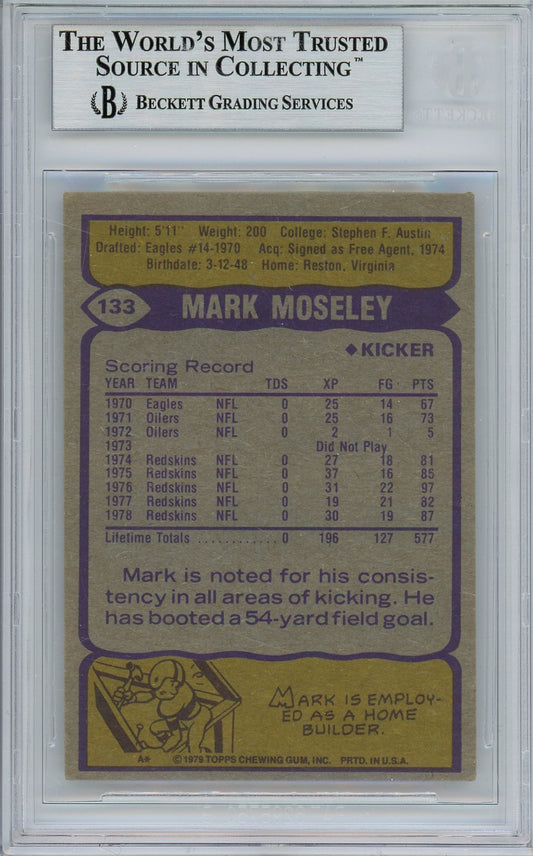 THE WORLD'S MOST TRUSTED
SOURCE IN COLLECTING™
B BECKETT GRADING SERVICES
Height: 5'11" Weight: 200 College: Stephen F. Austin
Drafted: Eagles #14-1970 Acq: Signed as Free Agent, 1974
Birthdate: 3-12-48 Home: Reston, Virginia
133 MARK MOSELEY
◆KICKER
Scoring Record
YEAR TEAM TDS XP FG PTS
1970 Eagles NFL 0 25 14 67
1971 Oilers NFL 0 25 16 73
1972 Oilers NFL 0 2 1 5
1973 Did Not Play
1974 Redskins NFL 0 27 18 81
1975 Redskins NFL 0 37 16 85
1976 Redskins NFL 0 31 22 97
1977 Redskins NFL 0 19 21 82
1978 Redskins NFL 0 30 19 87
Lifetime Totals ............ 0 196 127 577
Mark is noted for his consis-
tency in all areas of kicking. He
has booted a 54-yard field goal.
MARK IS EMPLOY-
ED AS A HOME
BUILDER.
A* © 1979 TOPPS CHEWING GUM, INC. PRTD. IN U.S.A.